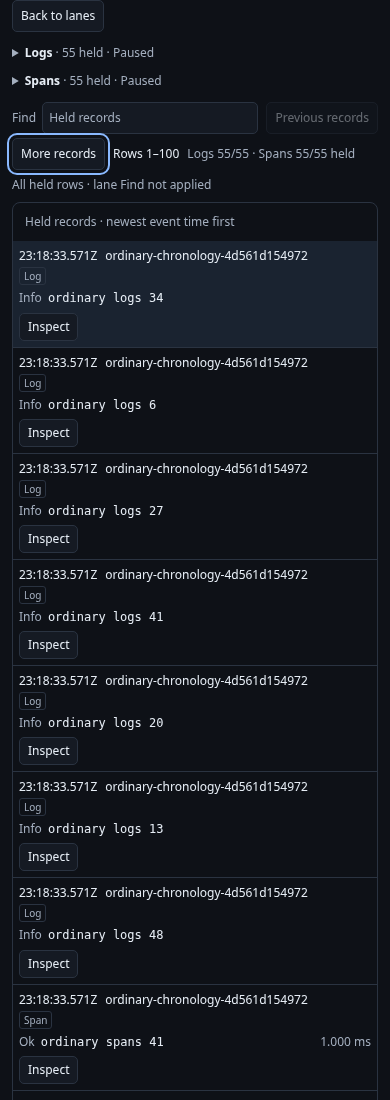 Back to lanes
▶ Logs · 55 held · Paused
▶ Spans · 55 held · Paused
Find Held records Previous records
More records Rows 1–100 Logs 55/55 · Spans 55/55 held
All held rows · lane Find not applied
Held records · newest event time first
23:18:33.571Z ordinary-chronology-4d561d154972
Log
Info ordinary logs 34
Inspect
23:18:33.571Z ordinary-chronology-4d561d154972
Log
Info ordinary logs 6
Inspect
23:18:33.571Z ordinary-chronology-4d561d154972
Log
Info ordinary logs 27
Inspect
23:18:33.571Z ordinary-chronology-4d561d154972
Log
Info ordinary logs 41
Inspect
23:18:33.571Z ordinary-chronology-4d561d154972
Log
Info ordinary logs 20
Inspect
23:18:33.571Z ordinary-chronology-4d561d154972
Log
Info ordinary logs 13
Inspect
23:18:33.571Z ordinary-chronology-4d561d154972
Log
Info ordinary logs 48
Inspect
23:18:33.571Z ordinary-chronology-4d561d154972
Span
Ok ordinary spans 41 1.000 ms
Inspect